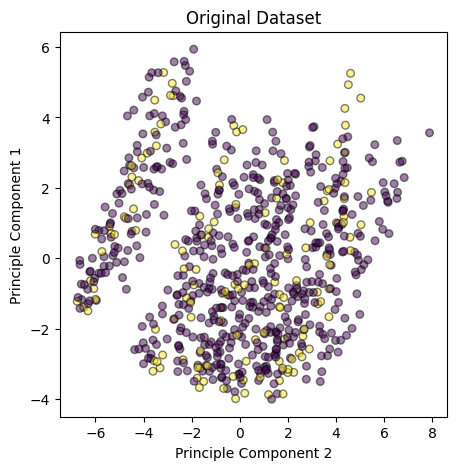 Original Dataset
6
4
2
0
−2
−4
Principle Component 1
−6 −4 −2 0 2 4 6 8
Principle Component 2